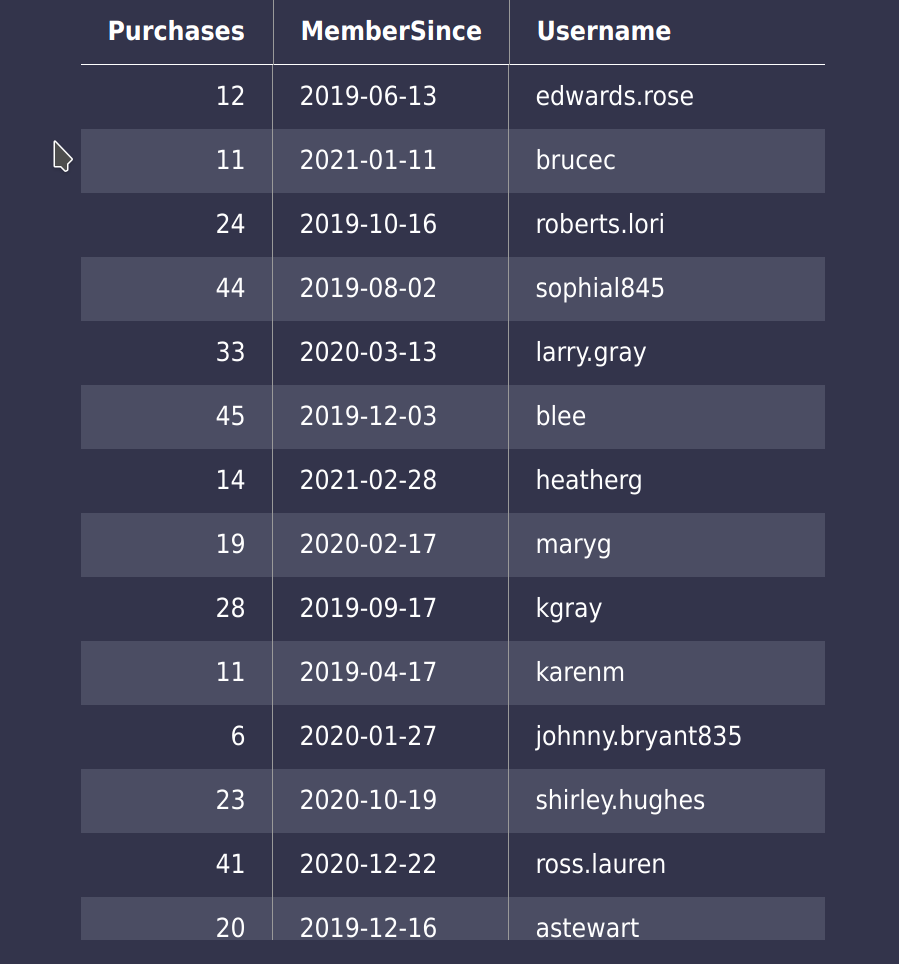 Purchases MemberSince Username
12 2019-06-13 edwards.rose
11 2021-01-11 brucec
24 2019-10-16 roberts.lori
44 2019-08-02 sophial845
33 2020-03-13 larry.gray
45 2019-12-03 blee
14 2021-02-28 heatherg
19 2020-02-17 maryg
28 2019-09-17 kgray
11 2019-04-17 karenm
6 2020-01-27 johnny.bryant835
23 2020-10-19 shirley.hughes
41 2020-12-22 ross.lauren
20 2019-12-16 astewart